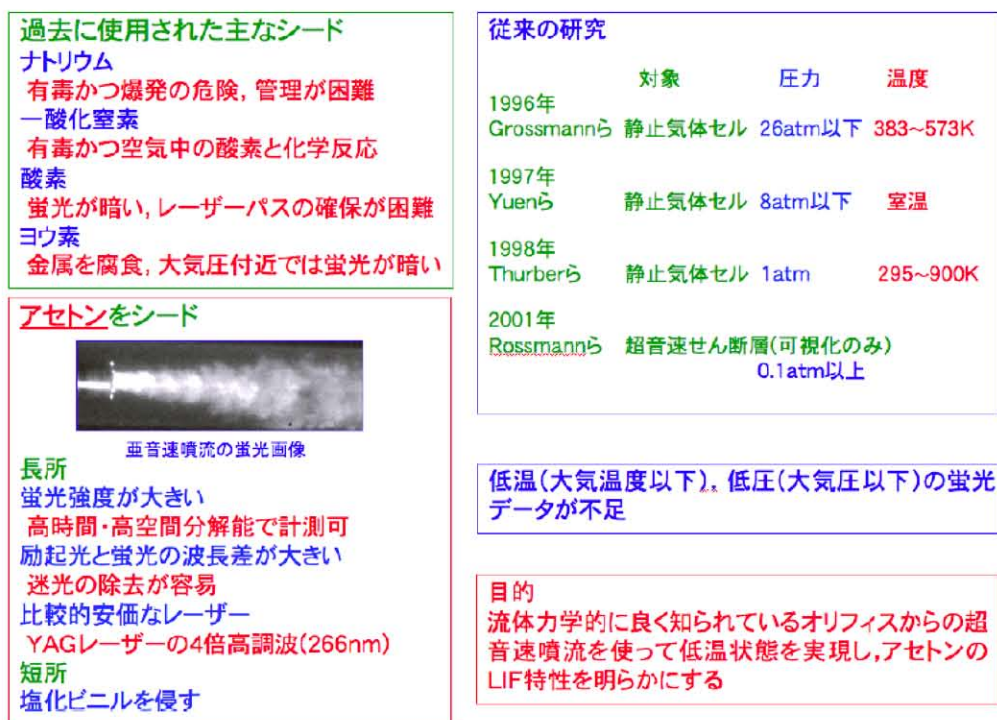 過去に使用された主なシード
ナトリウム
有毒かつ爆発の危険, 管理が困難
一酸化窒素
有毒かつ空気中の酸素と化学反応
酸素
蛍光が暗い, レーザーパスの確保が困難
ヨウ素
金属を腐食, 大気圧付近では蛍光が暗い
アセトンをシード
亜音速噴流の蛍光画像
長所
蛍光強度が大きい
高時間・高空間分解能で計測可
励起光と蛍光の波長差が大きい
迷光の除去が容易
比較的安価なレーザー
YAGレーザーの4倍高調波(266nm)
短所
塩化ビニルを侵す
従来の研究
対象 圧力 温度
1996年
Grossmannら 静止気体セル 26atm以下 383~573K
1997年
Yuenら 静止気体セル 8atm以下 室温
1998年
Thurberら 静止気体セル 1atm 295~900K
2001年
Rossmannら 超音速せん断層(可視化のみ)
0.1atm以上
低温(大気温度以下), 低圧(大気圧以下)の蛍光
データが不足
目的
流体力学的に良く知られているオリフィスからの超
音速噴流を使って低温状態を実現し,アセトンの
LIF特性を明らかにする